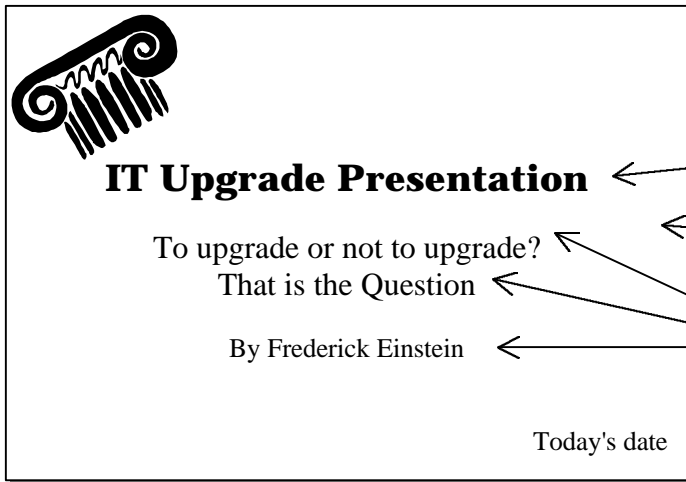 IT Upgrade Presentation
To upgrade or not to upgrade?
That is the Question
By Frederick Einstein
Today's date